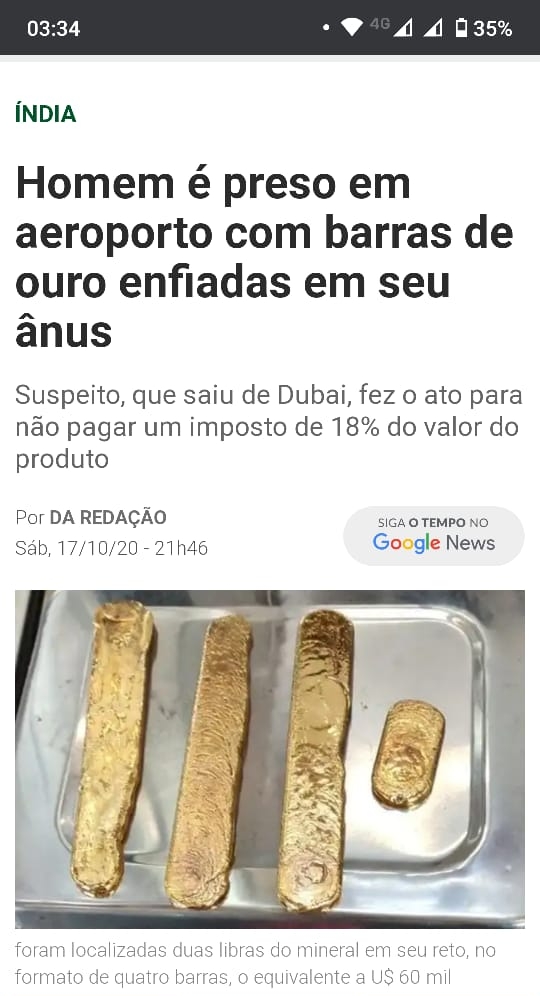 03:34
4G
35%
ÍNDIA
Homem é preso em
aeroporto com barras de
ouro enfiadas em seu
ânus
Suspeito, que saiu de Dubai, fez o ato para
não pagar um imposto de 18% do valor do
produto
Por DA REDAÇÃO
Sáb, 17/10/20 - 21h46
SIGA O TEMPO NO
Google News
foram localizadas duas libras do mineral em seu reto, no
formato de quatro barras, o equivalente a U$ 60 mil